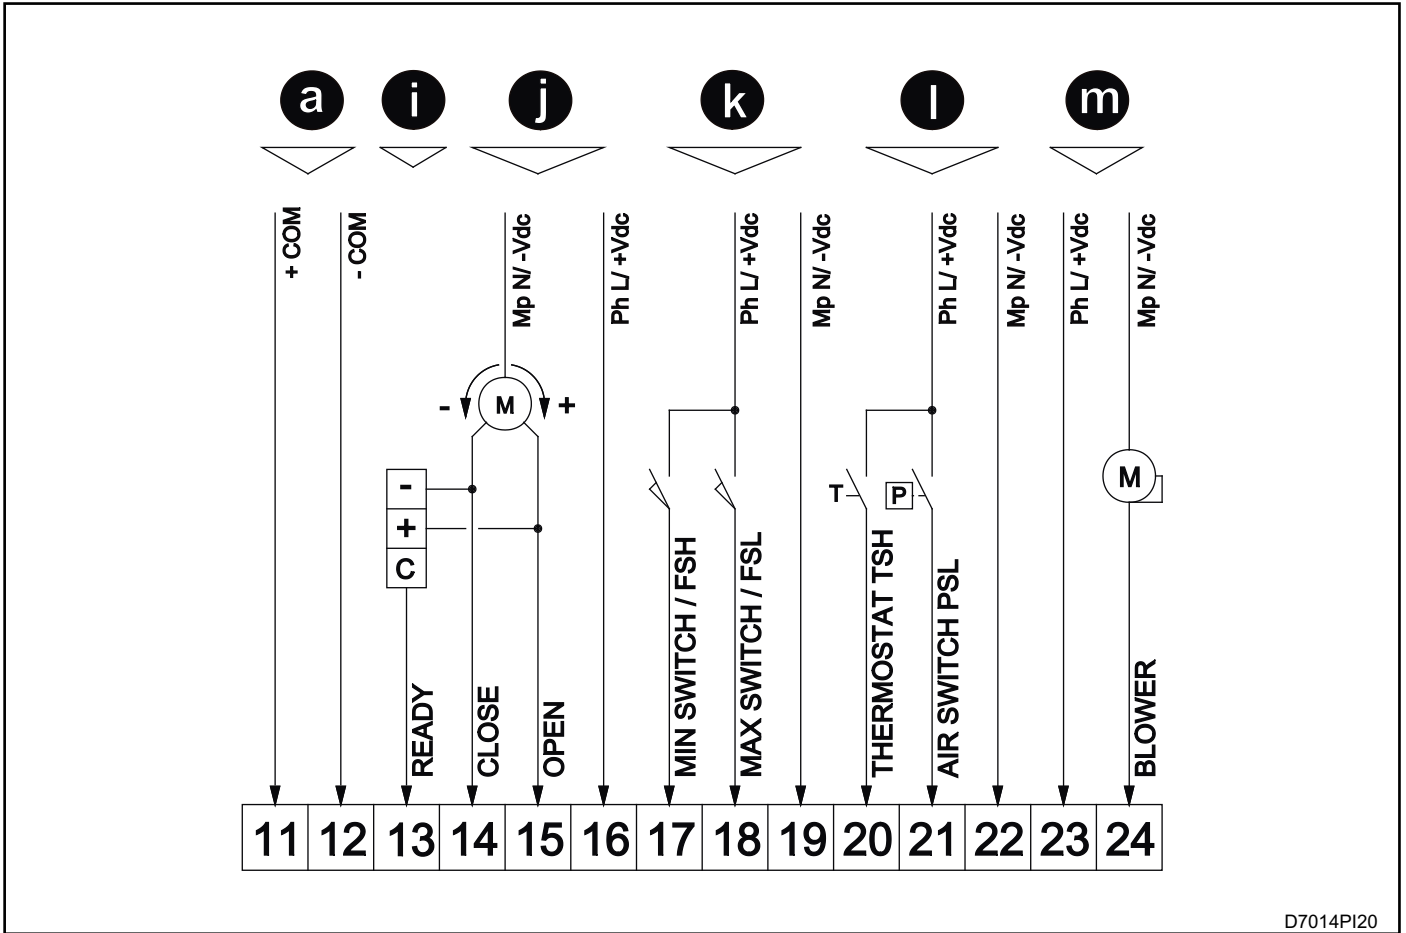 a i j k l m
+ COM
- COM
Mp N/ -Vdc
Ph L/ +Vdc
Ph L/ +Vdc
Mp N/ -Vdc
Ph L/ +Vdc
Mp N/ -Vdc
Ph L/ +Vdc
Mp N/ -Vdc
- M +
-
+
C
T P
M
READY
CLOSE
OPEN
MIN SWITCH / FSH
MAX SWITCH / FSL
THERMOSTAT TSH
AIR SWITCH PSL
BLOWER
11 12 13 14 15 16 17 18 19 20 21 22 23 24
D7014PI20